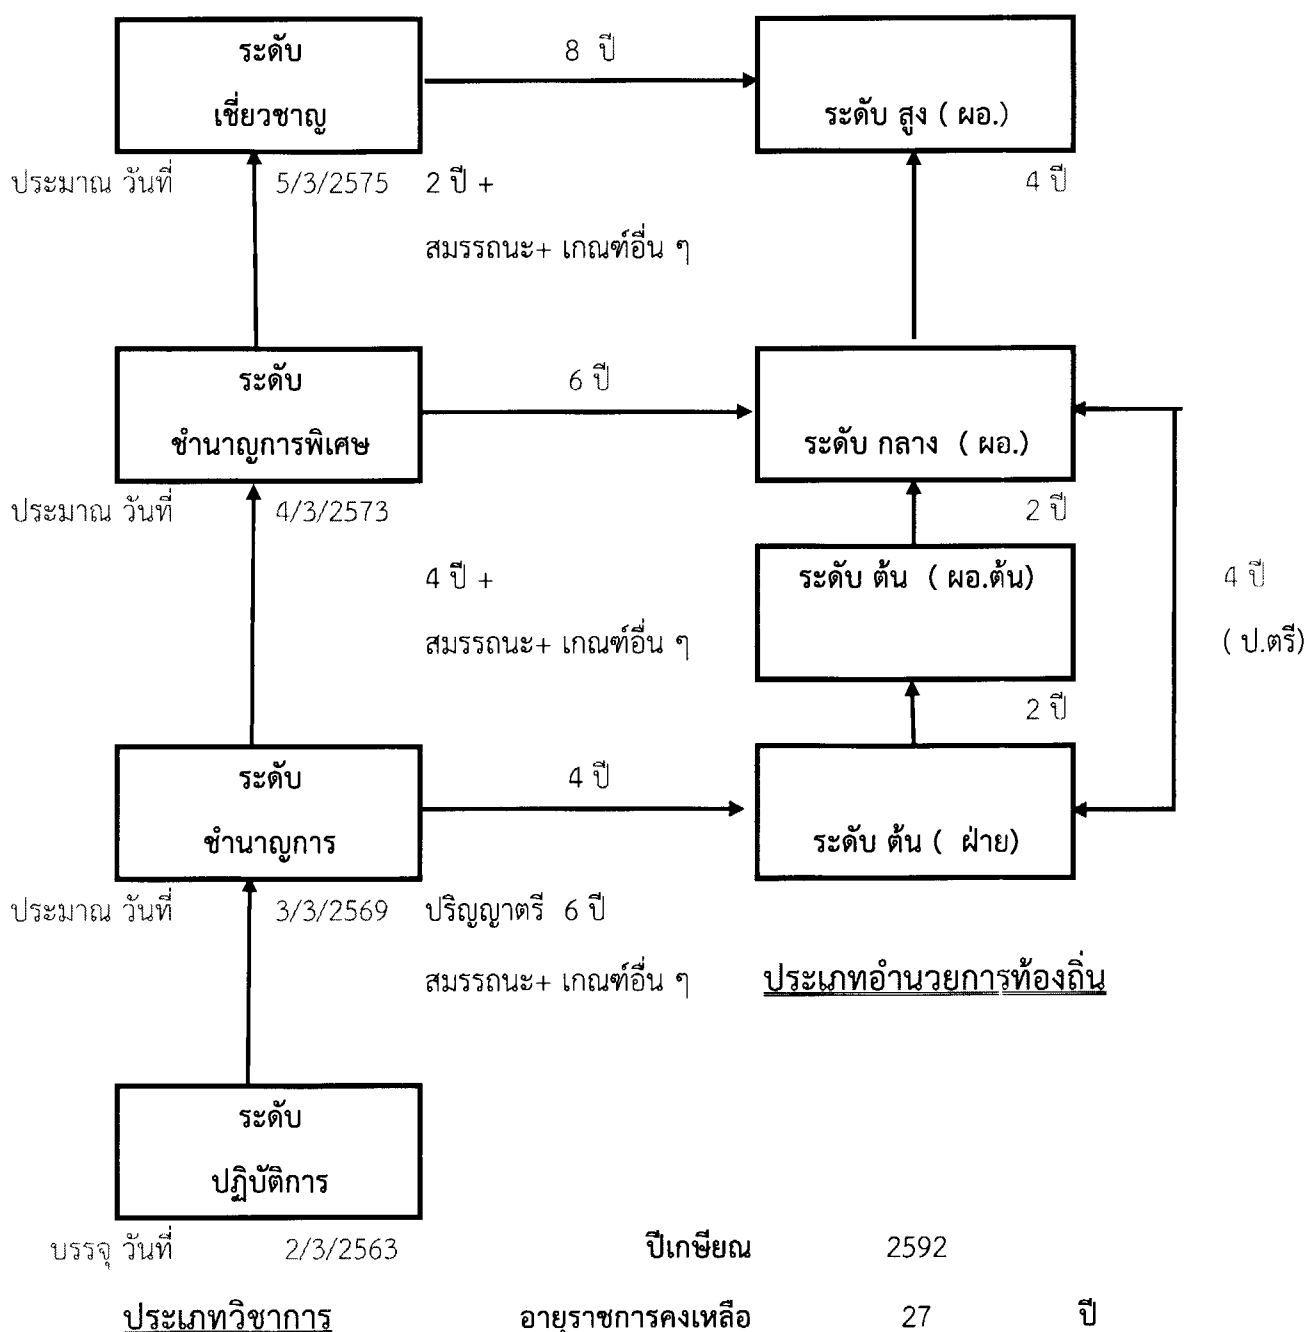 ระดับ 8 ปี
เชี่ยวชาญ ระดับ สูง ( ผอ.)
ประมาณ วันที่ 5/3/2575 2 ปี + 4 ปี
สมรรถนะ+ เกณฑ์อื่น ๆ
ระดับ 6 ปี
ชำนาญการพิเศษ ระดับ กลาง ( ผอ.)
ประมาณ วันที่ 4/3/2573 2 ปี
4 ปี + ระดับ ต้น ( ผอ.ต้น) 4 ปี
สมรรถนะ+ เกณฑ์อื่น ๆ ( ป.ตรี)
2 ปี
ระดับ 4 ปี
ชำนาญการ ระดับ ต้น ( ฝ่าย)
ประมาณ วันที่ 3/3/2569 ปริญญาตรี 6 ปี
สมรรถนะ+ เกณฑ์อื่น ๆ ประเภทอำนวยการท้องถิ่น
ระดับ
ปฏิบัติการ
บรรจุ วันที่ 2/3/2563 ปีเกษียณ 2592
ประเภทวิชาการ อายุราชการคงเหลือ 27 ปี